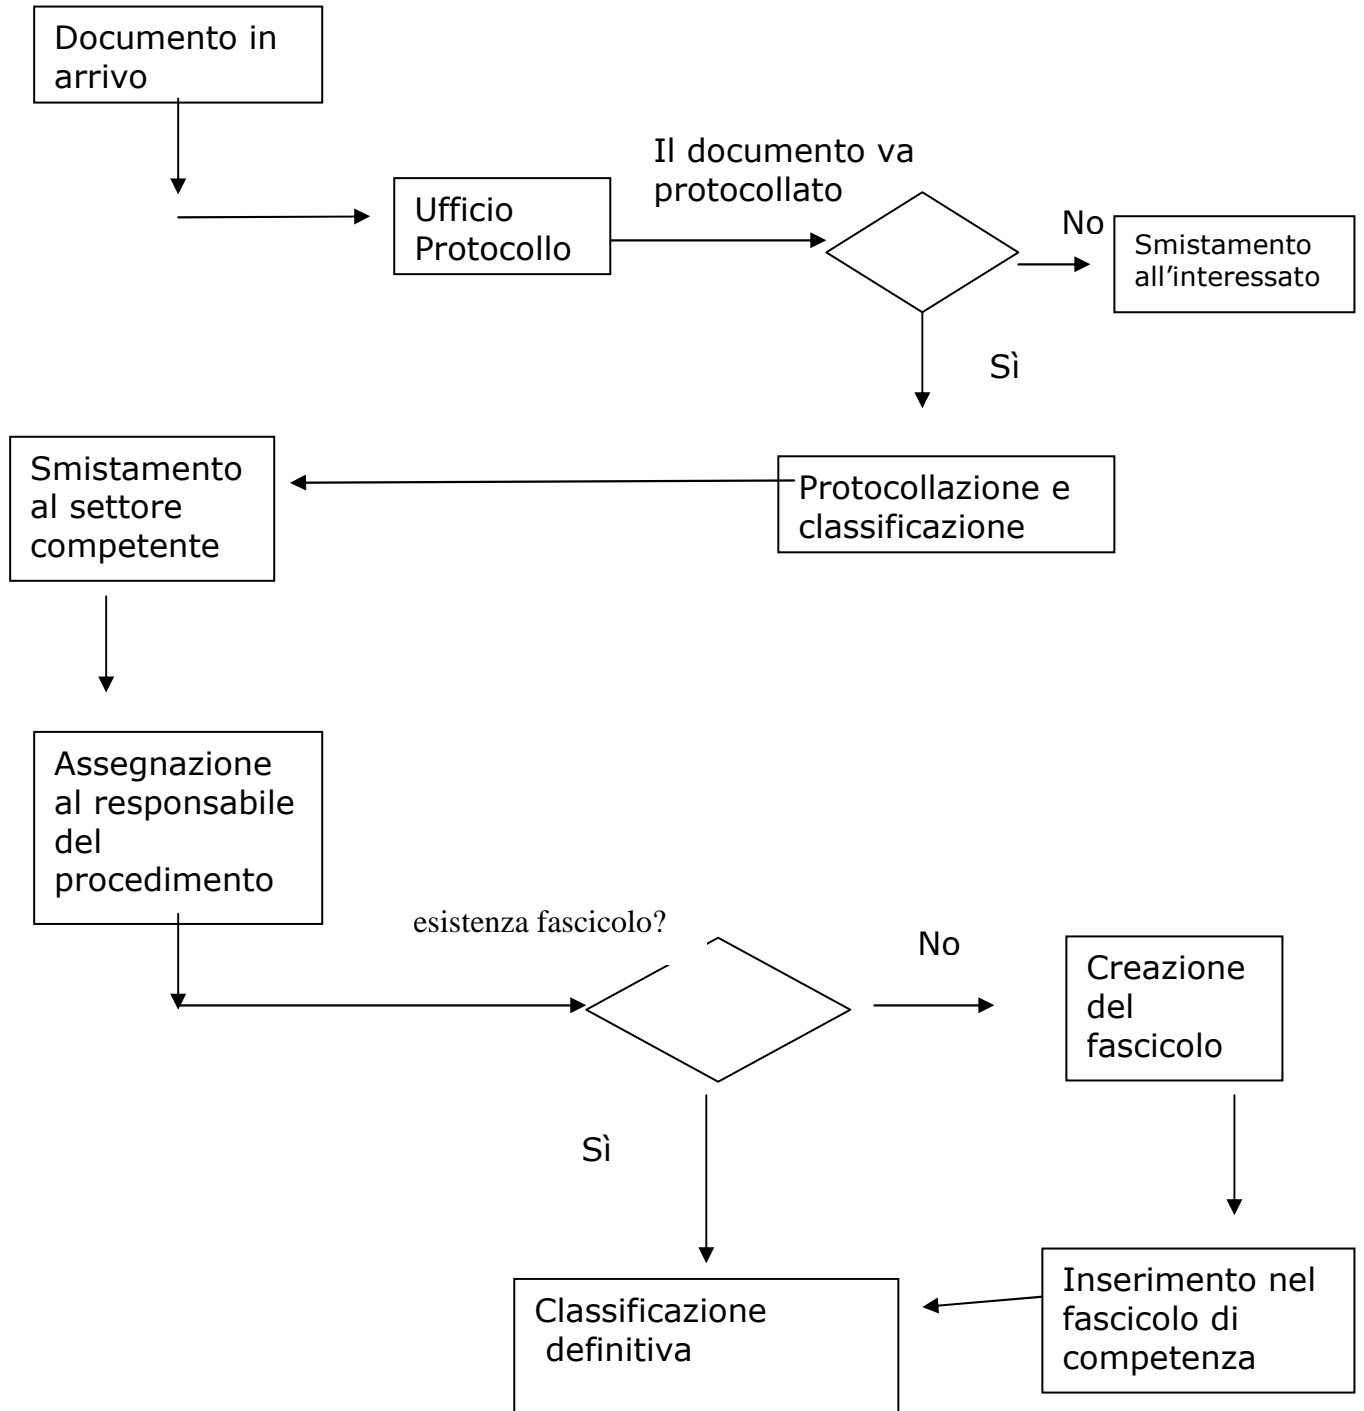 Documento in
arrivo
Il documento va
protocollato
Ufficio
Protocollo
No
Smistamento
all’interessato
Sì
Smistamento
al settore
competente
Protocollazione e
classificazione
Assegnazione
al responsabile
del
procedimento
esistenza fascicolo?
No
Creazione
del
fascicolo
Sì
Classificazione
definitiva
Inserimento nel
fascicolo di
competenza